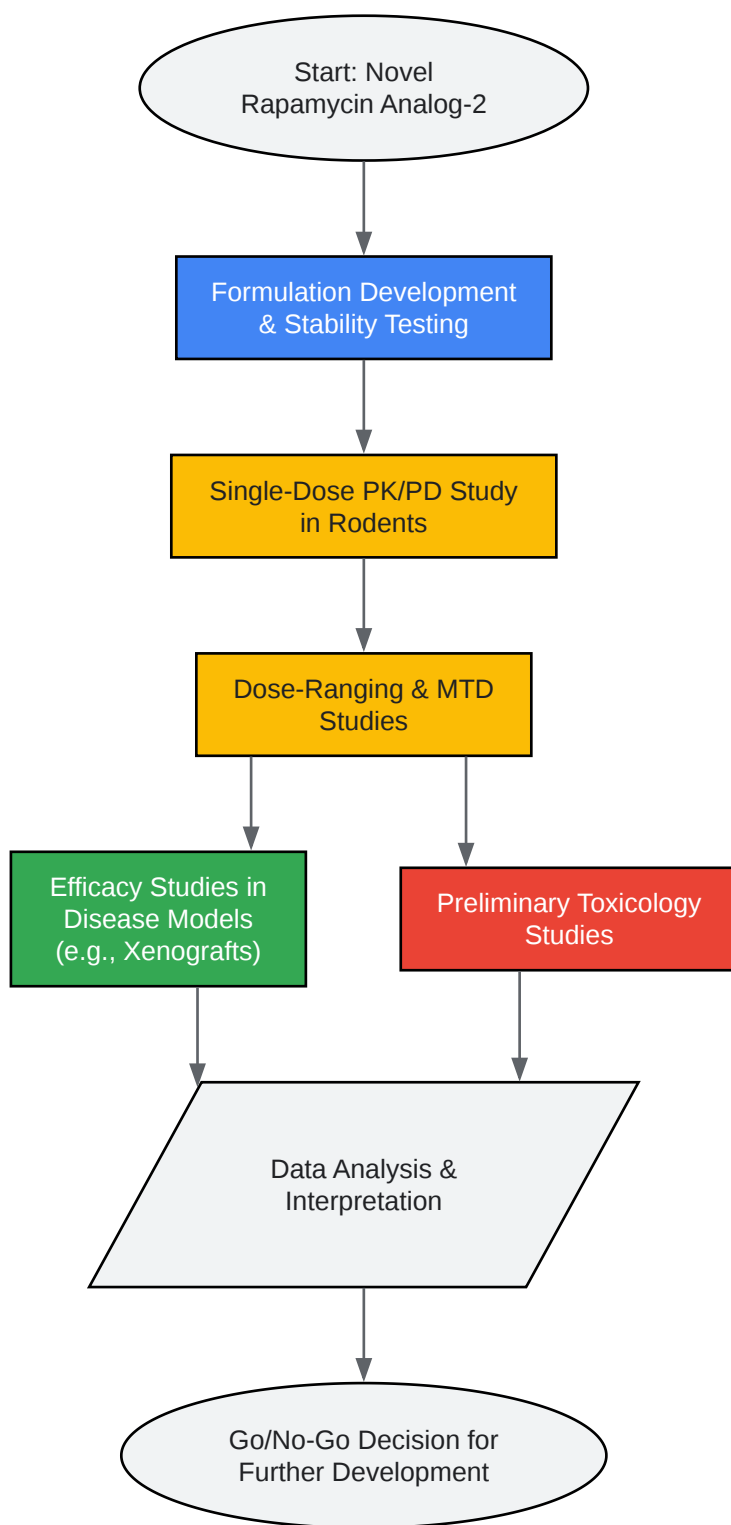 Start: Novel
Rapamycin Analog-2
Formulation Development
& Stability Testing
Single-Dose PK/PD Study
in Rodents
Dose-Ranging & MTD
Studies
Efficacy Studies in
Disease Models
(e.g., Xenografts)
Preliminary Toxicology
Studies
Data Analysis &
Interpretation
Go/No-Go Decision for
Further Development